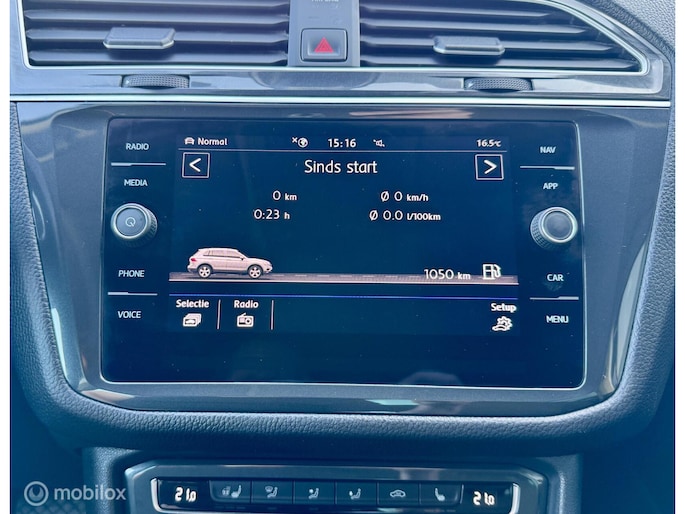 RADIO
MEDIA
PHONE
VOICE
NAV
APP
CAR
MENU
Normal
15:16
16.5°C
Sinds start
0 km
Ø 0 km/h
0:23 h
Ø 0.0 l/100km
1050 km
Selectie
Radio
Setup
21.0
21.0
mobilox